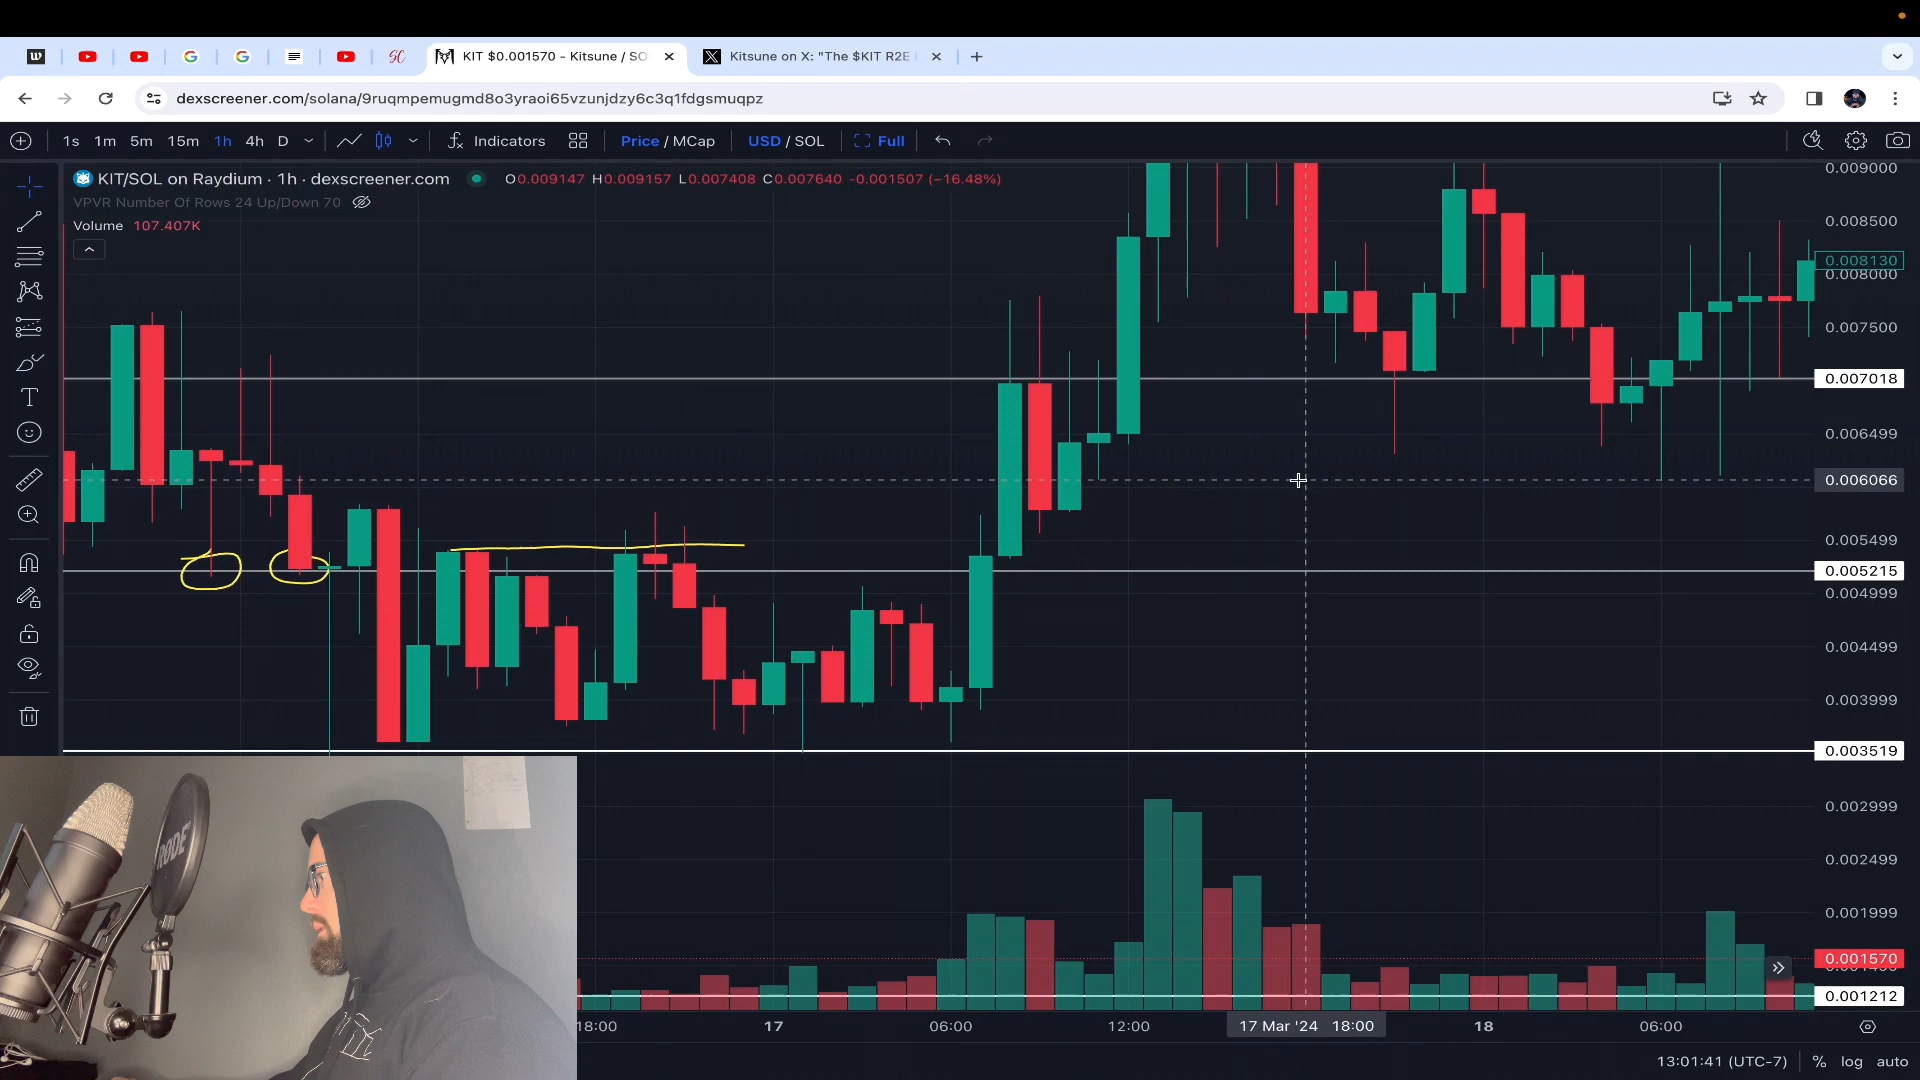 KIT $0.001570 - Kitsune / SO
Kitsune on X: "The $KIT R2E
dexscreener.com/solana/9ruqmpemugmd8o3yraoi65vzunjdzy6c3q1fdgsmuqpz
1s 1m 5m 15m 1h 4h D Indicators Price / MCap USD / SOL Full
KIT/SOL on Raydium · 1h · dexscreener.com O0.009147 H0.009157 L0.007408 C0.007640 -0.001507 (−16.48%)
VPVR Number Of Rows 24 Up/Down 70
Volume 107.407K
0.009000
0.008500
0.008130
0.008000
0.007500
0.007018
0.006499
0.006066
0.005499
0.005215
0.004999
0.004499
0.003999
0.003519
0.002999
0.002499
0.001999
0.001570
0.001212
RODE
18:00 17 06:00 12:00 17 Mar '24 18:00 18 06:00
13:01:41 (UTC-7) % log auto